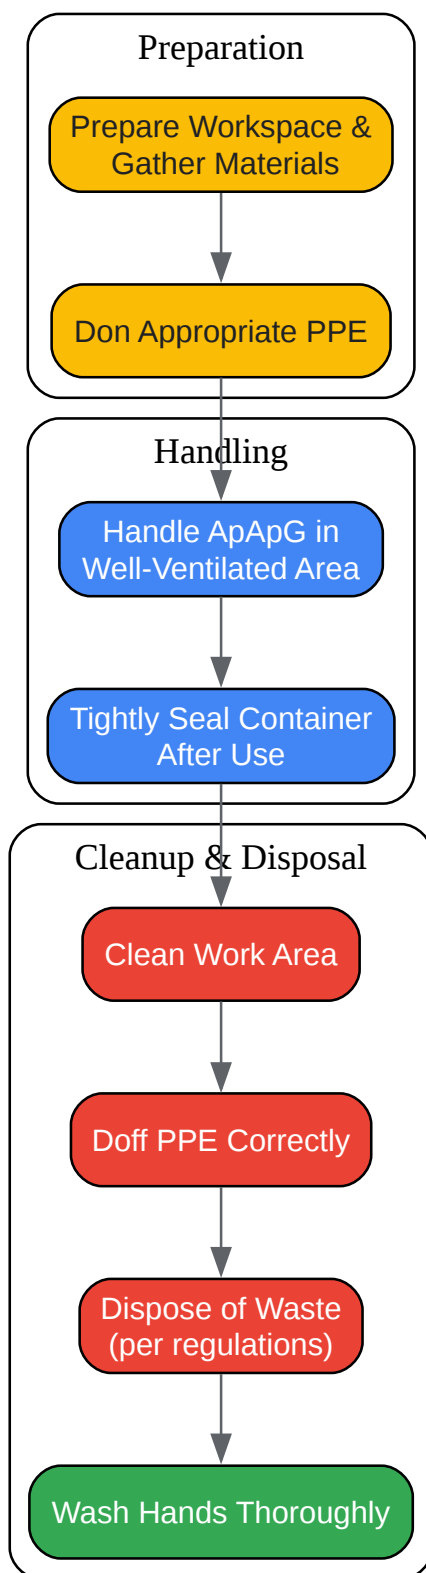 Preparation
Prepare Workspace &
Gather Materials
Don Appropriate PPE
Handling
Handle ApApG in
Well-Ventilated Area
Tightly Seal Container
After Use
Cleanup & Disposal
Clean Work Area
Doff PPE Correctly
Dispose of Waste
(per regulations)
Wash Hands Thoroughly